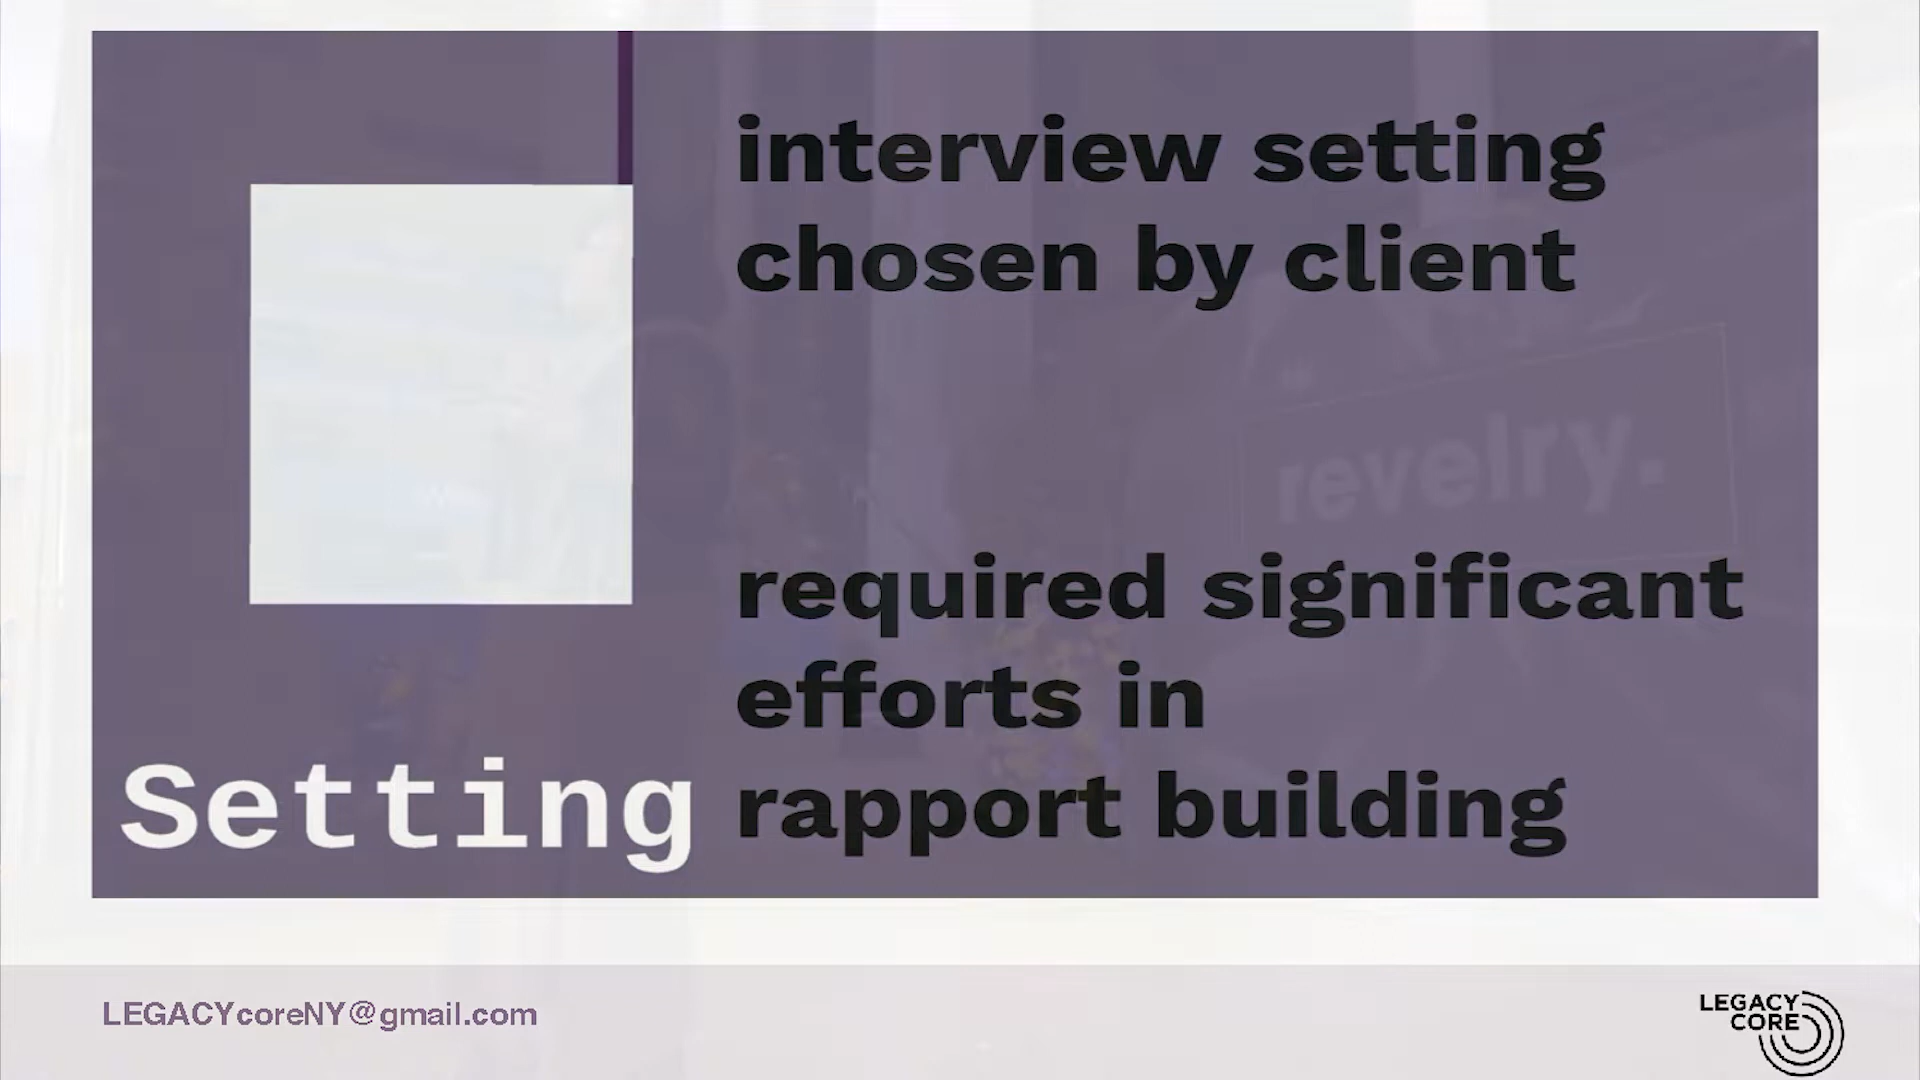 interview setting
chosen by client
revelry.
required significant
efforts in
rapport building
Setting
LEGACYcoreNY@gmail.com
LEGACY
CORE